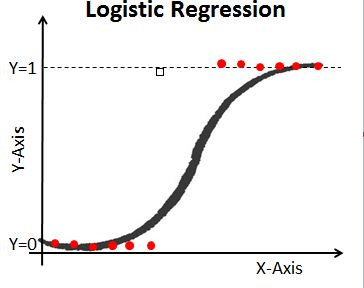 Logistic Regression
Y=1
Y-Axis
Y=0
X-Axis